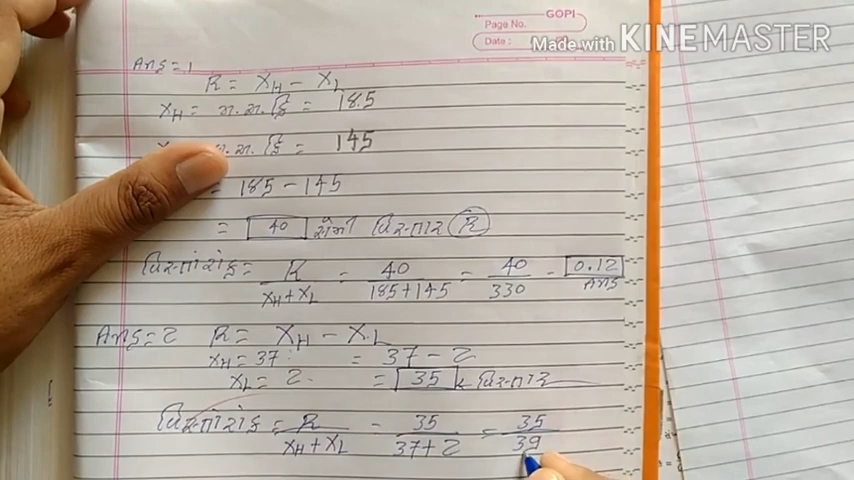 GOPI
Page No.
Date :
Made with KINEMASTER
Ans = 1
R = XH - XL
XH = મ.મ.કિં = 185
મ.કિં = 145
= 185 - 145
= 40 સેમી વિસ્તાર R
વિસ્તારાંક = R / XH + XL = 40 / 185 + 145 = 40 / 330 - 0.12 Ans
Ans = 2 R = XH - XL
XH = 37 = 37 - 2
XL = 2 = 35 વિસ્તાર
વિસ્તારાંક = R / XH + XL - 35 / 37 + 2 = 35 / 39